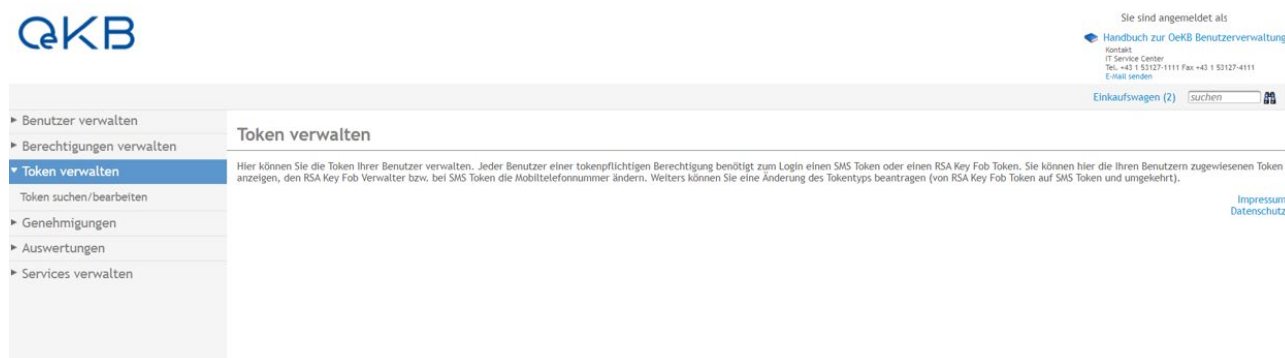 OeKB
Sie sind angemeldet als
Handbuch zur OeKB Benutzerverwaltung
Kontakt
IT Service Center
Tel. +43 1 53127-1111 Fax +43 1 53127-4111
E-Mail senden
Einkaufswagen (2) suchen
Benutzer verwalten
Berechtigungen verwalten
Token verwalten
Token suchen/bearbeiten
Genehmigungen
Auswertungen
Services verwalten
Token verwalten
Hier können Sie die Token Ihrer Benutzer verwalten. Jeder Benutzer einer tokenpflichtigen Berechtigung benötigt zum Login einen SMS Token oder einen RSA Key Fob Token. Sie können hier die Ihren Benutzern zugewiesenen Token
anzeigen, den RSA Key Fob Verwalter bzw. bei SMS Token die Mobiltelefonnummer ändern. Weiters können Sie eine Änderung des Tokentyps beantragen (von RSA Key Fob Token auf SMS Token und umgekehrt).
Impressum
Datenschutz